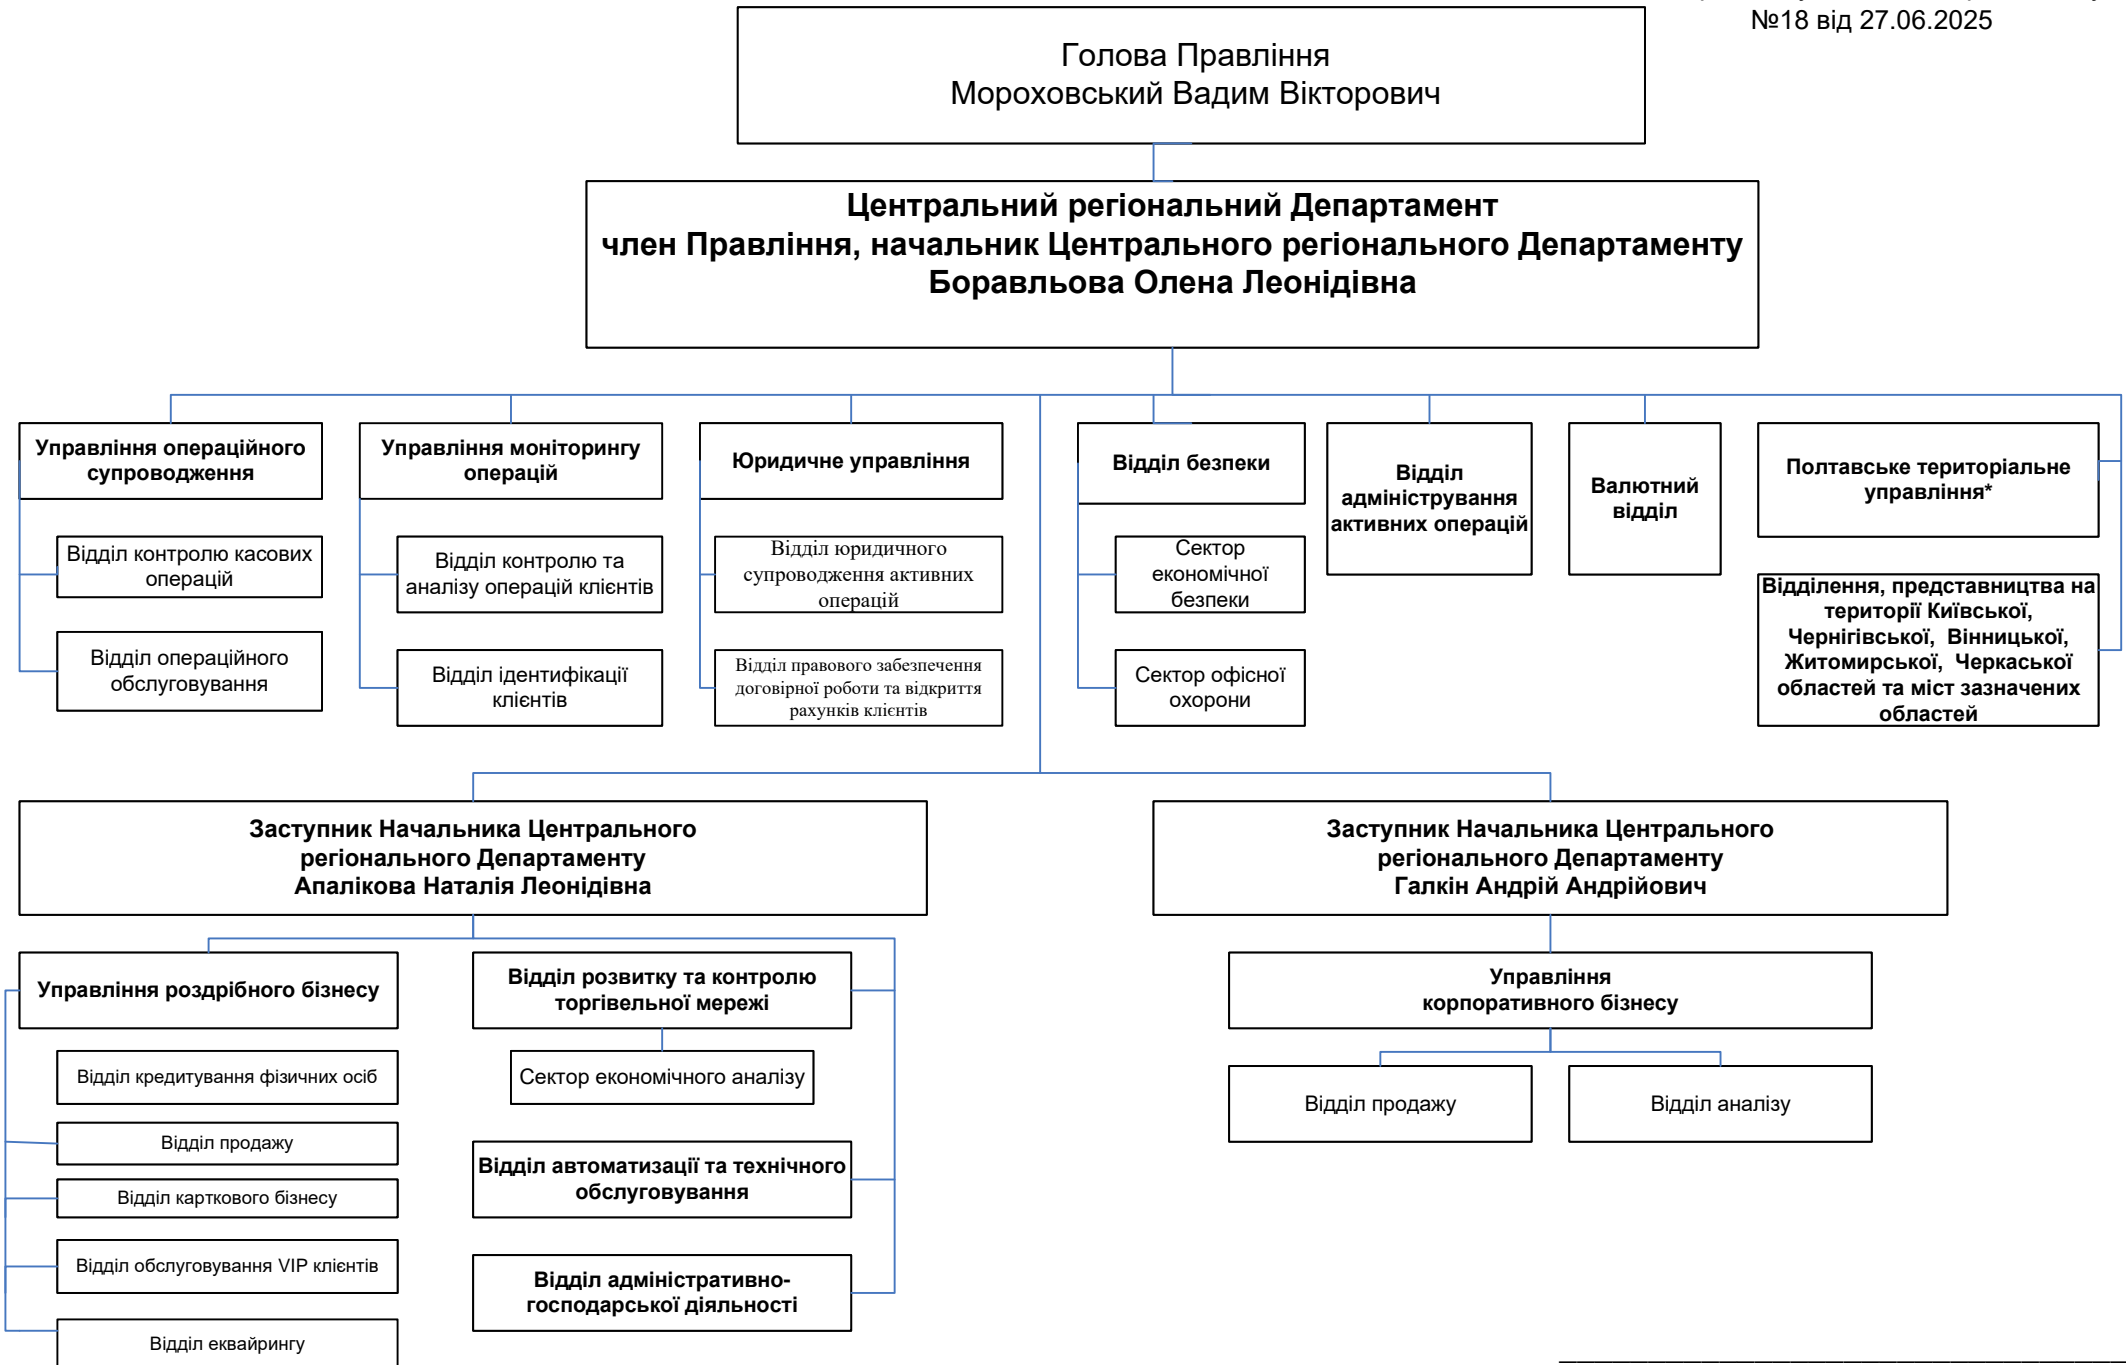 №18 від 27.06.2025
Голова Правління
Мороховський Вадим Вікторович
Центральний регіональний Департамент
член Правління, начальник Центрального регіонального Департаменту
Боравльова Олена Леонідівна
Управління операційного
супроводження
Управління моніторингу
операцій
Юридичне управління
Відділ безпеки
Відділ
адміністрування
активних операцій
Валютний
відділ
Полтавське територіальне
управління*
Відділ контролю касових
операцій
Відділ контролю та
аналізу операцій клієнтів
Відділ юридичного
супроводження активних
операцій
Сектор
економічної
безпеки
Відділення, представництва на
території Київської,
Чернігівської, Вінницької,
Житомирської, Черкаської
областей та міст зазначених
областей
Відділ операційного
обслуговування
Відділ ідентифікації
клієнтів
Відділ правового забезпечення
договірної роботи та відкриття
рахунків клієнтів
Сектор офісної
охорони
Заступник Начальника Центрального
регіонального Департаменту
Апалікова Наталія Леонідівна
Заступник Начальника Центрального
регіонального Департаменту
Галкін Андрій Андрійович
Управління роздрібного бізнесу
Відділ розвитку та контролю
торгівельної мережі
Управління
корпоративного бізнесу
Відділ кредитування фізичних осіб
Сектор економічного аналізу
Відділ продажу
Відділ аналізу
Відділ продажу
Відділ автоматизації та технічного
обслуговування
Відділ карткового бізнесу
Відділ обслуговування VIP клієнтів
Відділ адміністративно-
господарської діяльності
Відділ еквайрингу